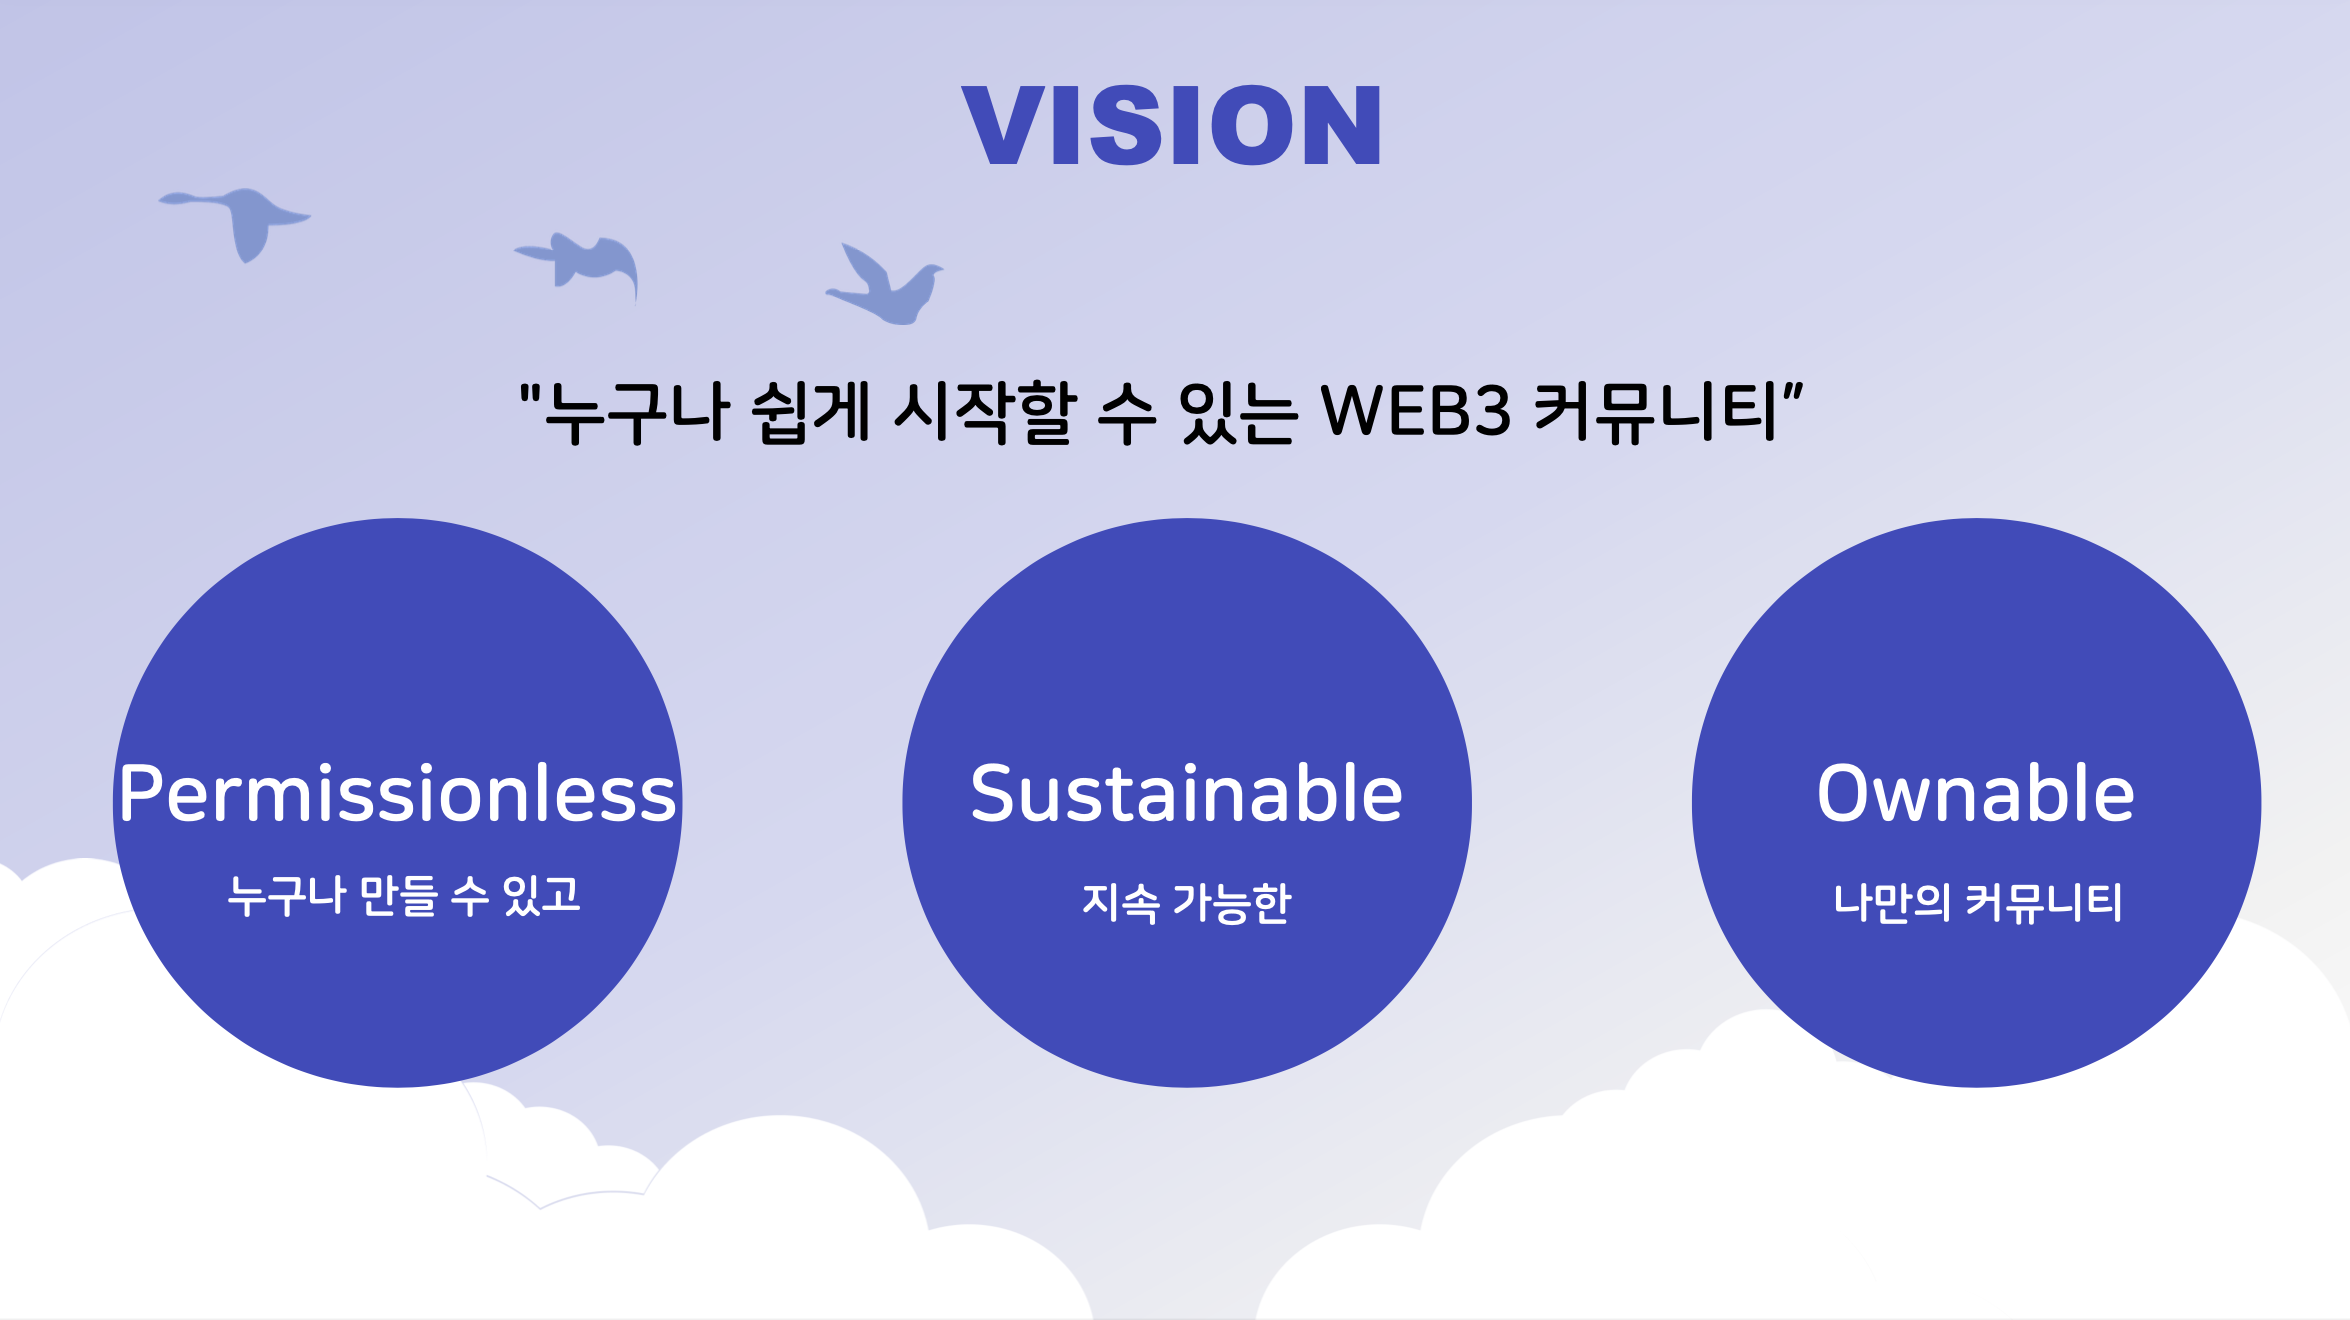 VISION
"누구나 쉽게 시작할 수 있는 WEB3 커뮤니티”
Permissionless
누구나 만들 수 있고
Sustainable
지속 가능한
Ownable
나만의 커뮤니티